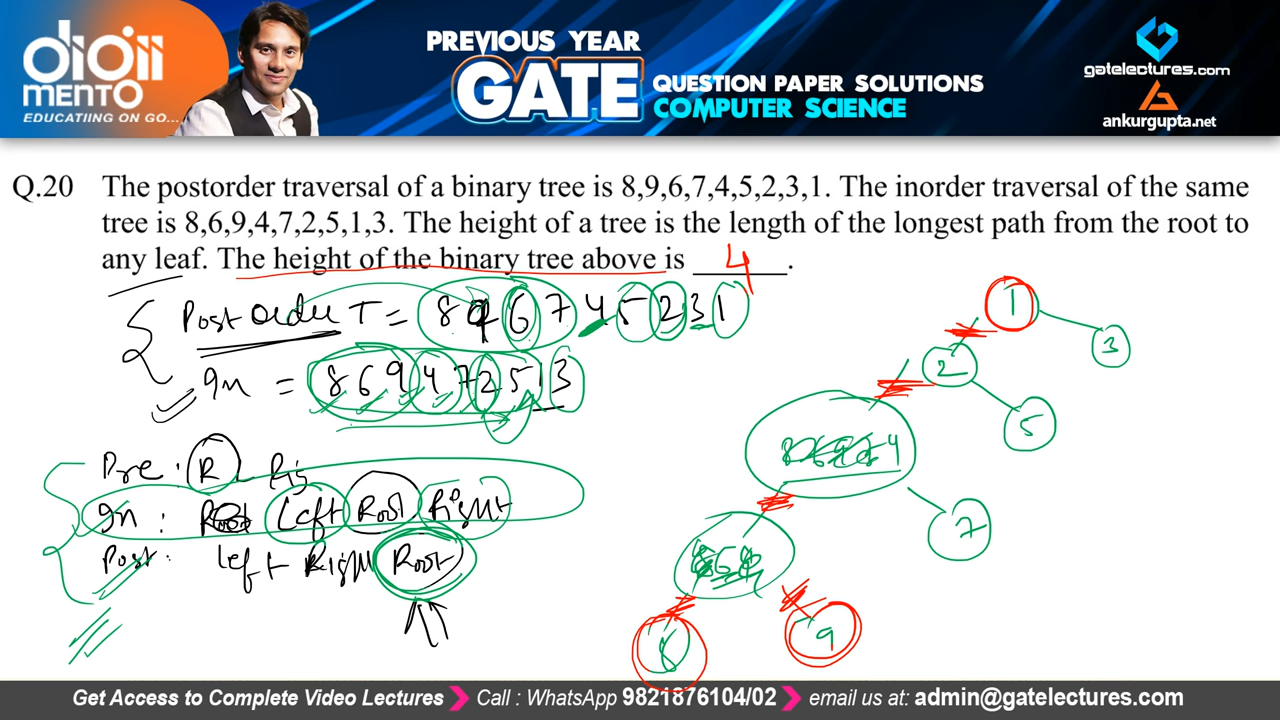 digii
MENTO
EDUCATIING ON GO...
PREVIOUS YEAR
GATE
QUESTION PAPER SOLUTIONS
COMPUTER SCIENCE
gatelectures.com
ankurgupta.net
Q.20 The postorder traversal of a binary tree is 8,9,6,7,4,5,2,3,1. The inorder traversal of the same
tree is 8,6,9,4,7,2,5,1,3. The height of a tree is the length of the longest path from the root to
any leaf. The height of the binary tree above is ______.
4
Post order T = 8 9 6 7 4 5 2 3 1
In = 8 6 9 4 7 2 5 1 3
Pre : R L Rig
In : Left Root Right
Post : Left Right Root
1
2
3
5
4
7
8
9
Get Access to Complete Video Lectures Call : WhatsApp 9821876104/02 email us at: admin@gatelectures.com